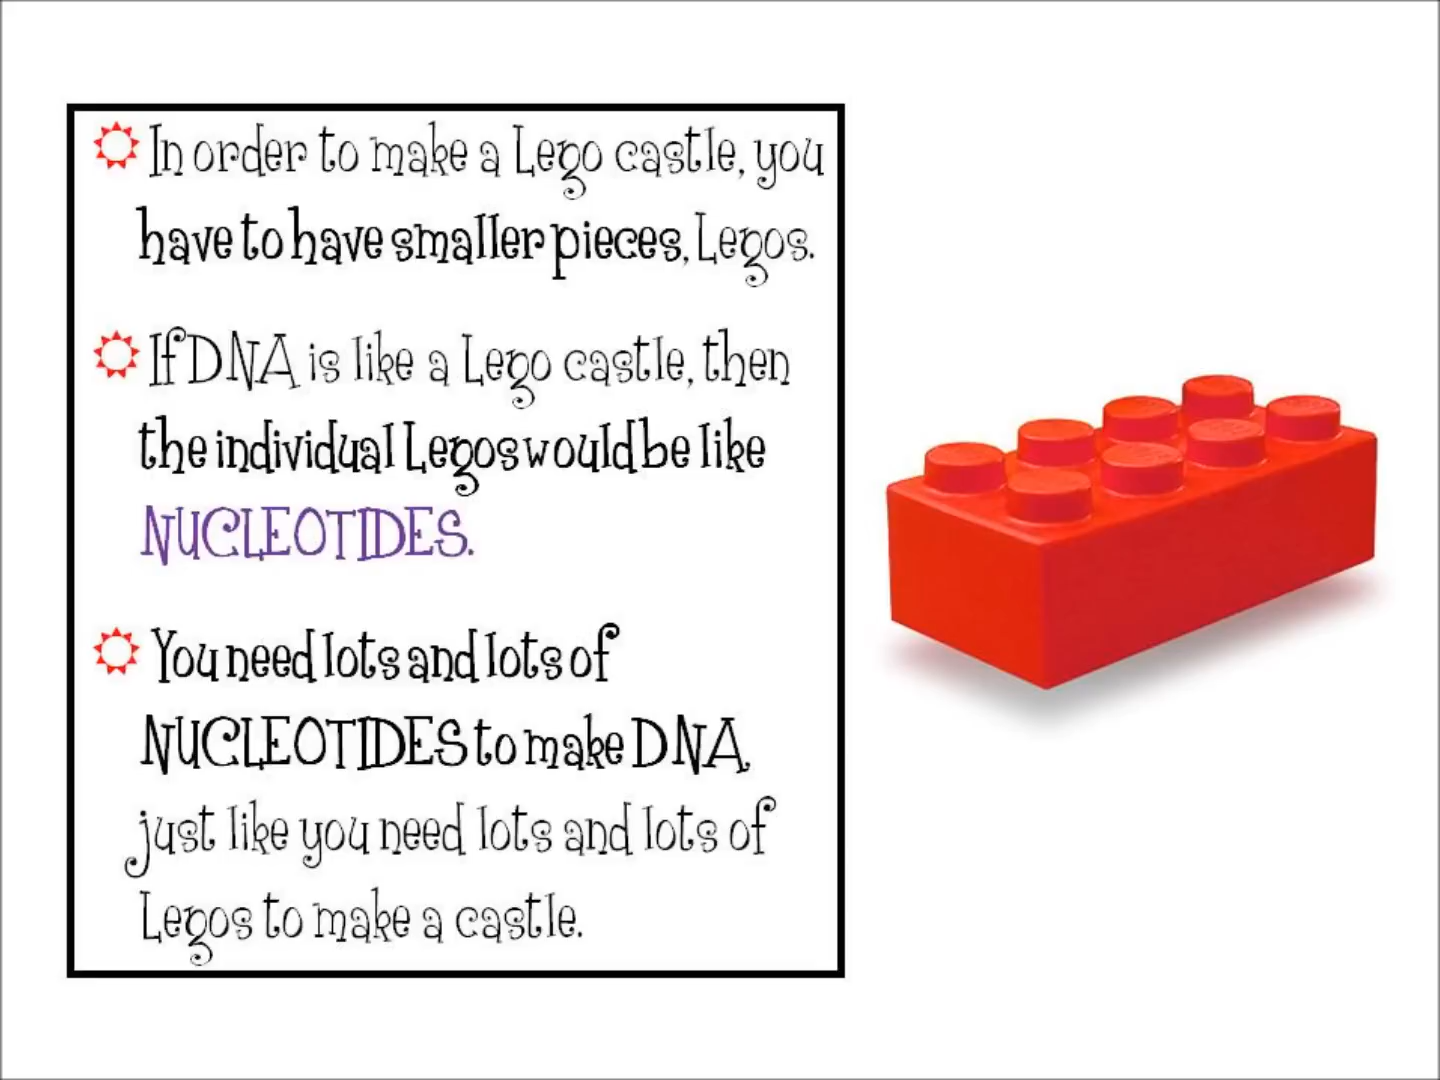 In order to make a Lego castle, you
have to have smaller pieces, Legos.
If DNA is like a Lego castle, then
the individual Legos would be like
NUCLEOTIDES.
You need lots and lots of
NUCLEOTIDES to make DNA,
just like you need lots and lots of
Legos to make a castle.